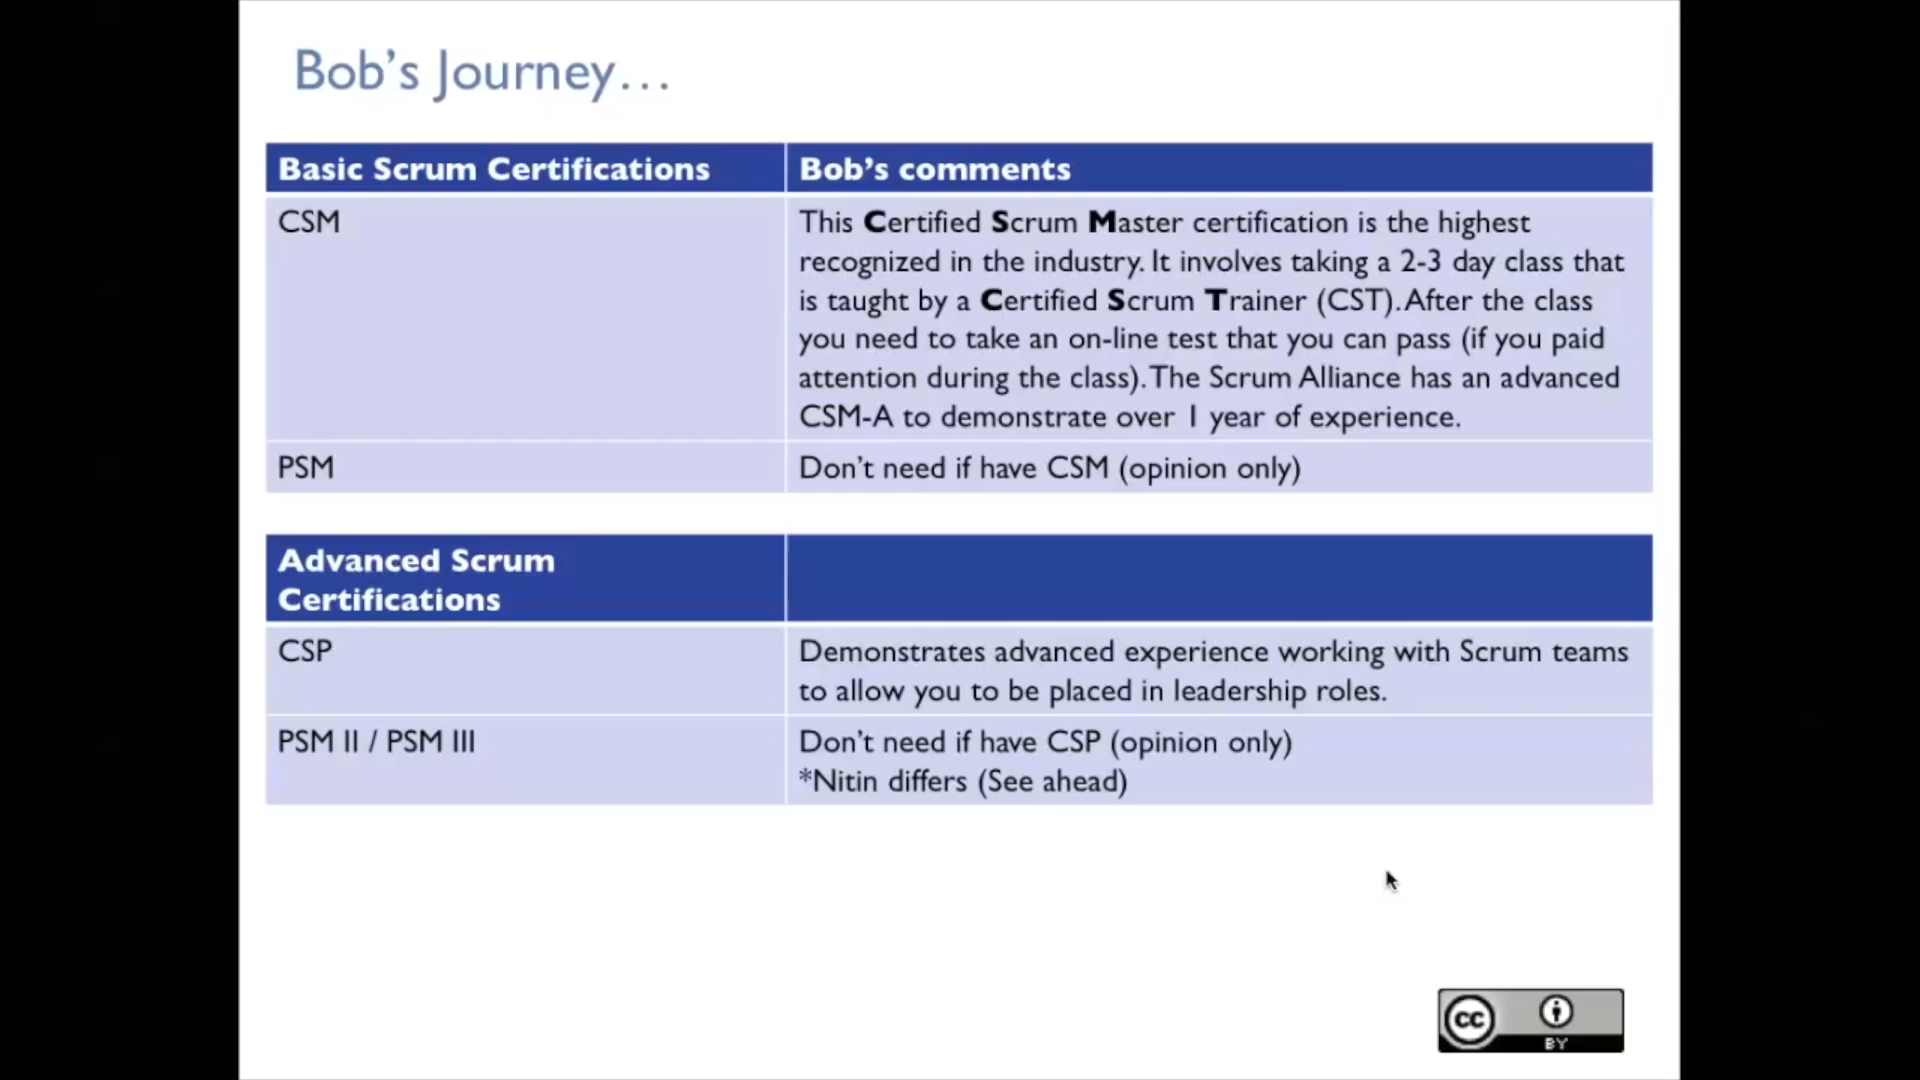 Bob's Journey…
Basic Scrum Certifications
Bob's comments
CSM
This Certified Scrum Master certification is the highest
recognized in the industry. It involves taking a 2-3 day class that
is taught by a Certified Scrum Trainer (CST). After the class
you need to take an on-line test that you can pass (if you paid
attention during the class). The Scrum Alliance has an advanced
CSM-A to demonstrate over 1 year of experience.
PSM
Don't need if have CSM (opinion only)
Advanced Scrum
Certifications
CSP
Demonstrates advanced experience working with Scrum teams
to allow you to be placed in leadership roles.
PSM II / PSM III
Don't need if have CSP (opinion only)
*Nitin differs (See ahead)
cc
BY